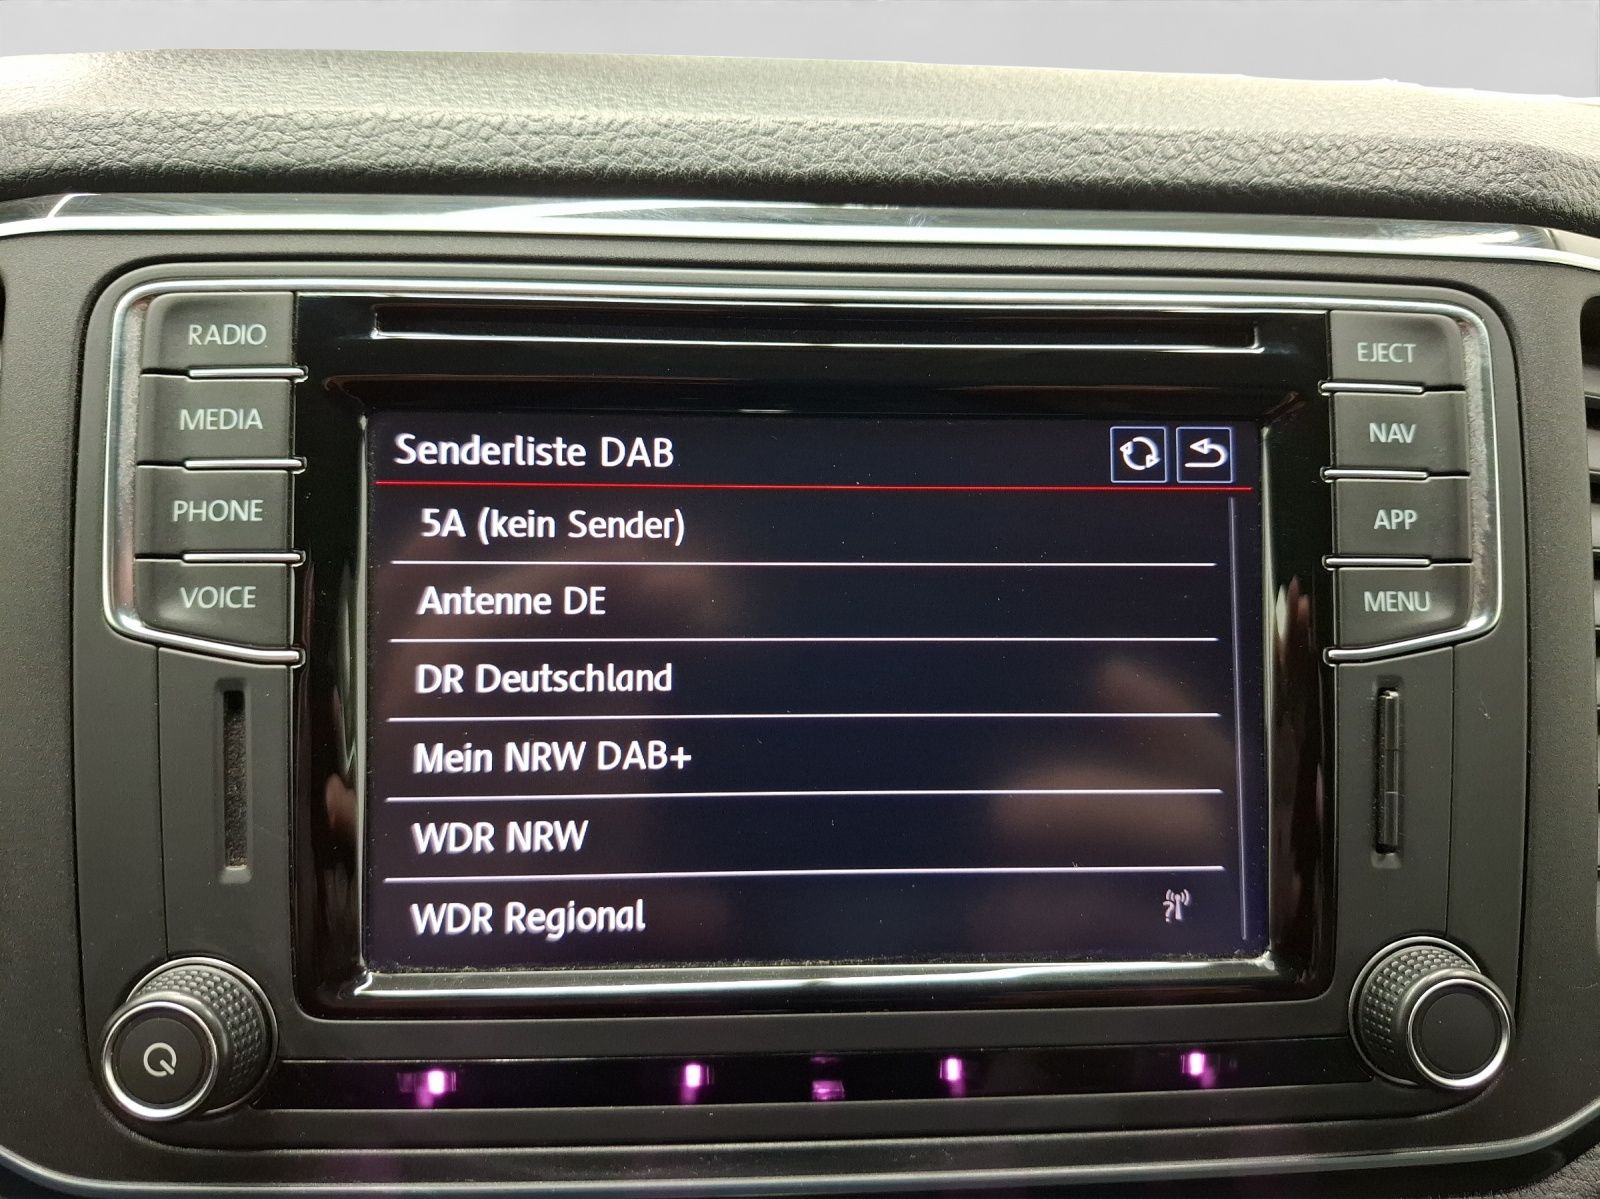 RADIO
MEDIA
PHONE
VOICE
Senderliste DAB
5A (kein Sender)
Antenne DE
DR Deutschland
Mein NRW DAB+
WDR NRW
WDR Regional
EJECT
NAV
APP
MENU